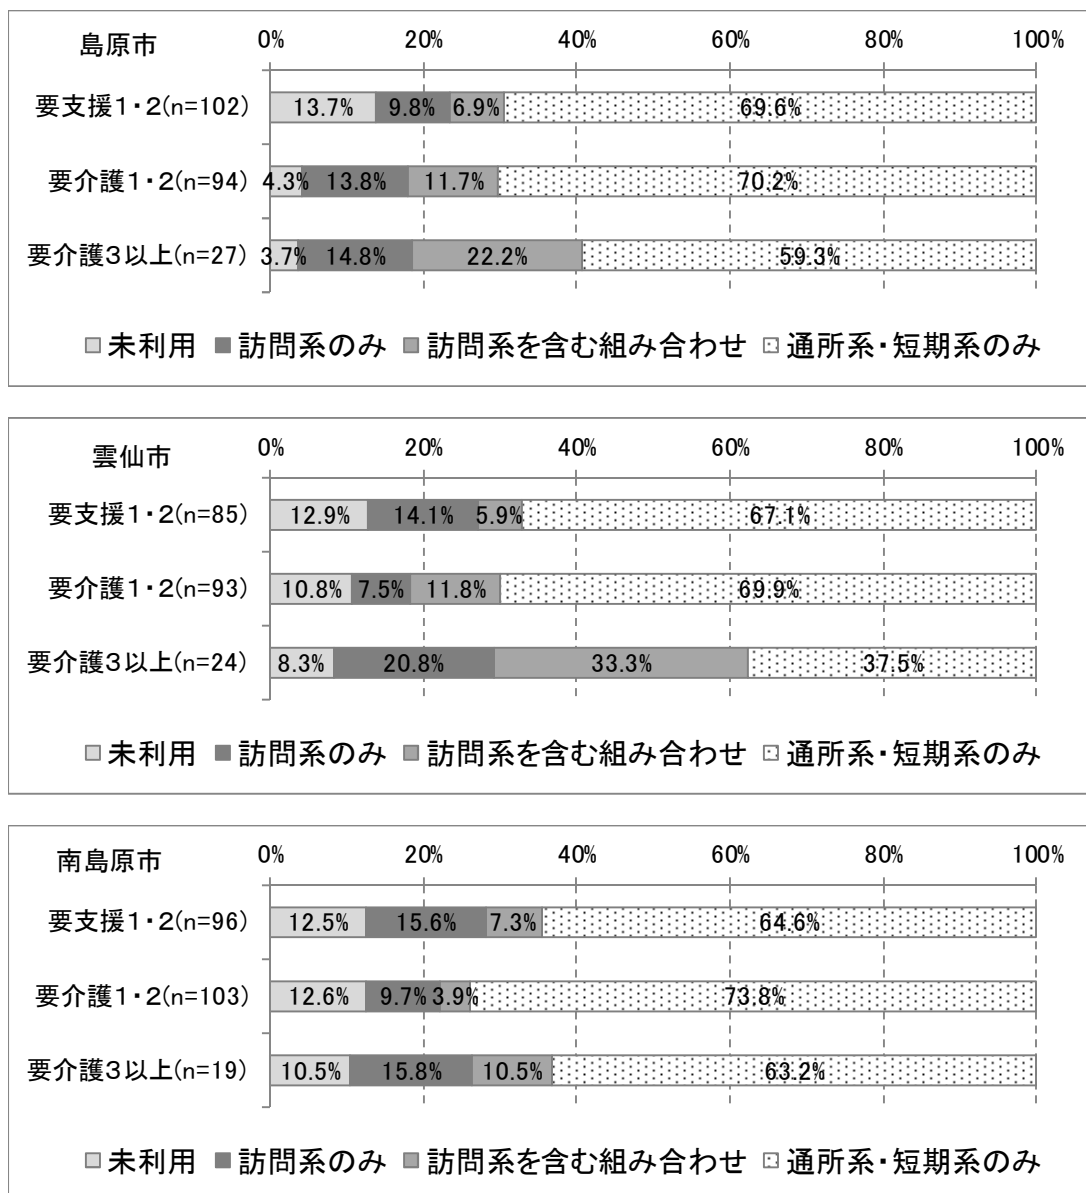 島原市
0% 20% 40% 60% 80% 100%
要支援1・2(n=102) 13.7% 9.8% 6.9% 69.6%
要介護1・2(n=94) 4.3% 13.8% 11.7% 70.2%
要介護3以上(n=27) 3.7% 14.8% 22.2% 59.3%
未利用 訪問系のみ 訪問系を含む組み合わせ 通所系・短期系のみ
雲仙市
0% 20% 40% 60% 80% 100%
要支援1・2(n=85) 12.9% 14.1% 5.9% 67.1%
要介護1・2(n=93) 10.8% 7.5% 11.8% 69.9%
要介護3以上(n=24) 8.3% 20.8% 33.3% 37.5%
未利用 訪問系のみ 訪問系を含む組み合わせ 通所系・短期系のみ
南島原市
0% 20% 40% 60% 80% 100%
要支援1・2(n=96) 12.5% 15.6% 7.3% 64.6%
要介護1・2(n=103) 12.6% 9.7% 3.9% 73.8%
要介護3以上(n=19) 10.5% 15.8% 10.5% 63.2%
未利用 訪問系のみ 訪問系を含む組み合わせ 通所系・短期系のみ